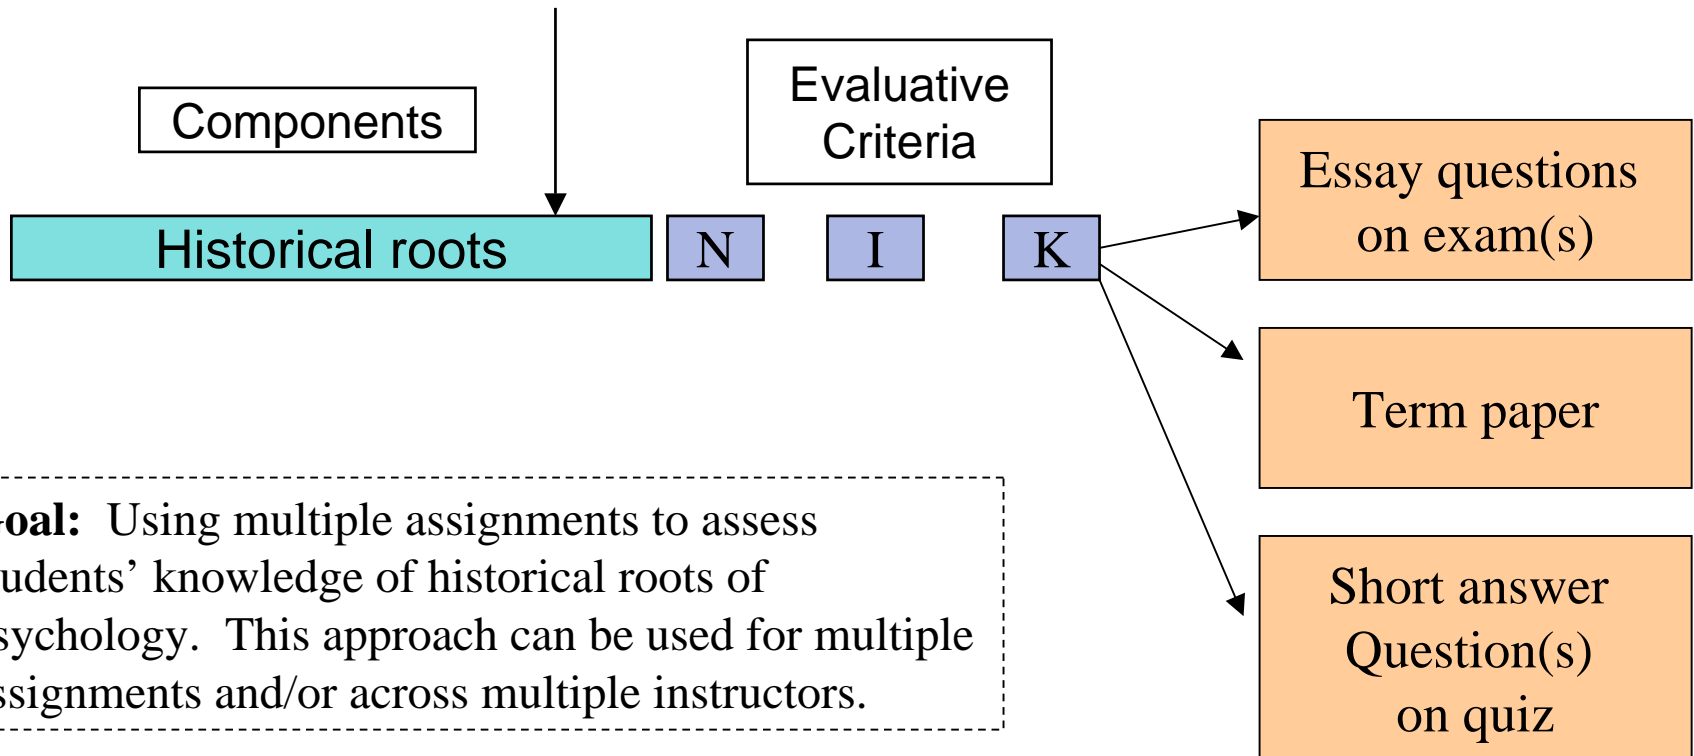 Components
Evaluative
Criteria
Historical roots
N
I
K
Essay questions
on exam(s)
Term paper
Short answer
Question(s)
on quiz
oal: Using multiple assignments to assess
tudents’ knowledge of historical roots of
sychology. This approach can be used for multiple
ssignments and/or across multiple instructors.